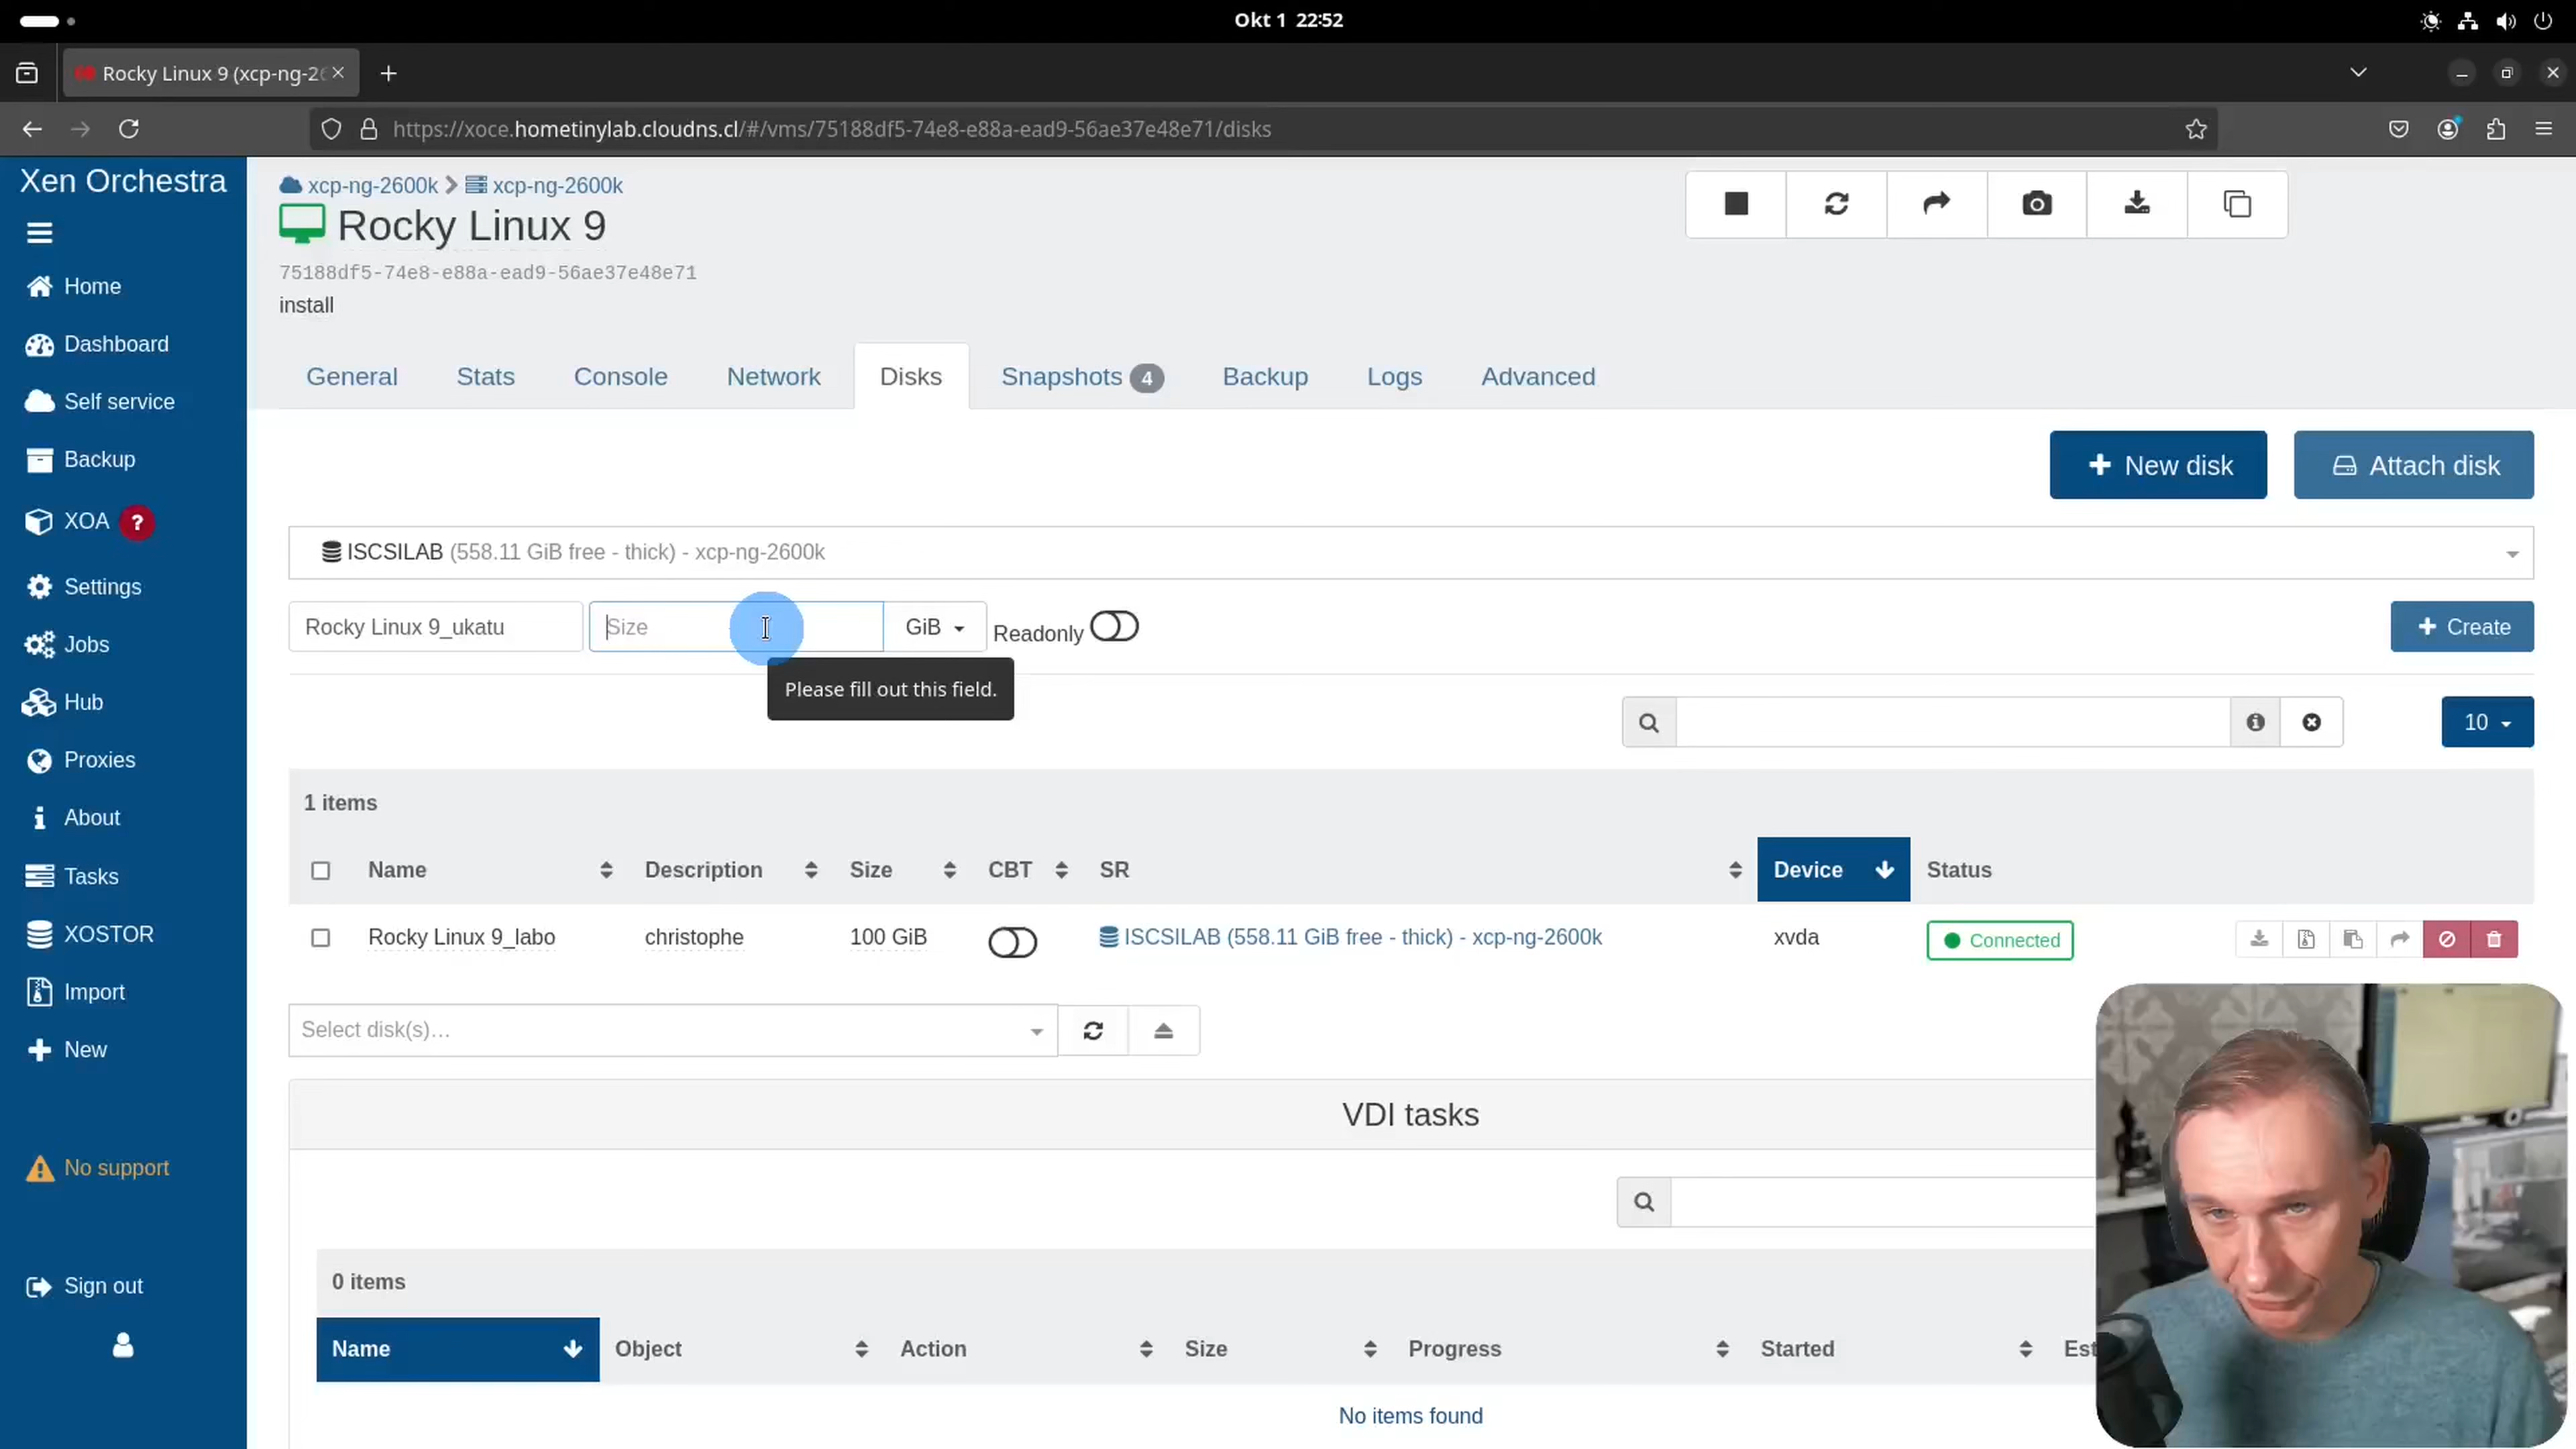 Okt 1 22:52
Rocky Linux 9 (xcp-ng-26
https://xoce.hometinylab.cloudns.cl/#/vms/75188df5-74e8-e88a-ead9-56ae37e48e71/disks
Xen Orchestra
Home
Dashboard
Self service
Backup
XOA ?
Settings
Jobs
Hub
Proxies
About
Tasks
XOSTOR
Import
New
No support
Sign out
xcp-ng-2600k
xcp-ng-2600k
Rocky Linux 9
75188df5-74e8-e88a-ead9-56ae37e48e71
install
General Stats Console Network Disks Snapshots 4 Backup Logs Advanced
New disk Attach disk
ISCSILAB (558.11 GiB free - thick) - xcp-ng-2600k
Rocky Linux 9_ukatu Size GiB Readonly Create
Please fill out this field.
10
1 items
Name Description Size CBT SR Device Status
Rocky Linux 9_labo christophe 100 GiB ISCSILAB (558.11 GiB free - thick) - xcp-ng-2600k xvda Connected
Select disk(s)...
VDI tasks
0 items
Name Object Action Size Progress Started Est
No items found